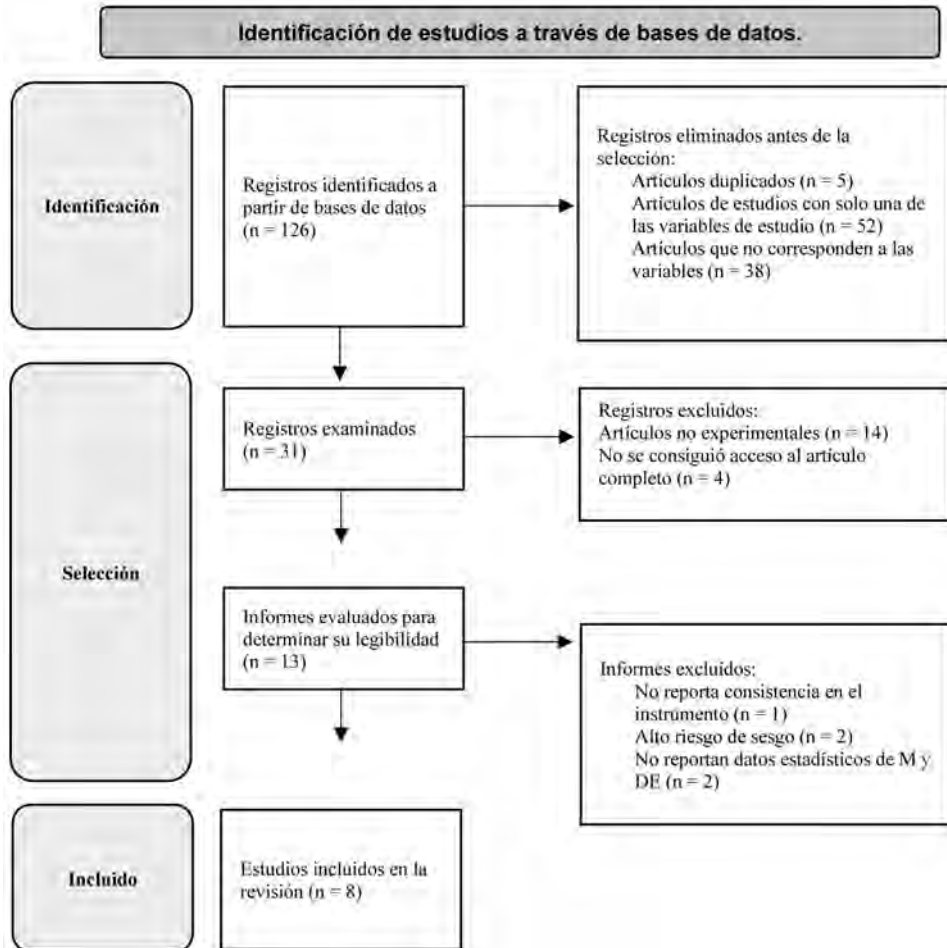 Identificación de estudios a través de bases de datos.
Identificación
Registros identificados a
partir de bases de datos
(n = 126)
Registros eliminados antes de la
selección:
Artículos duplicados (n = 5)
Artículos de estudios con solo una de
las variables de estudio (n = 52)
Artículos que no corresponden a las
variables (n = 38)
Selección
Registros examinados
(n = 31)
Registros excluidos:
Artículos no experimentales (n = 14)
No se consiguió acceso al artículo
completo (n = 4)
Informes evaluados para
determinar su legibilidad
(n = 13)
Informes excluidos:
No reporta consistencia en el
instrumento (n = 1)
Alto riesgo de sesgo (n = 2)
No reportan datos estadísticos de M y
DE (n = 2)
Incluido
Estudios incluidos en la
revisión (n = 8)